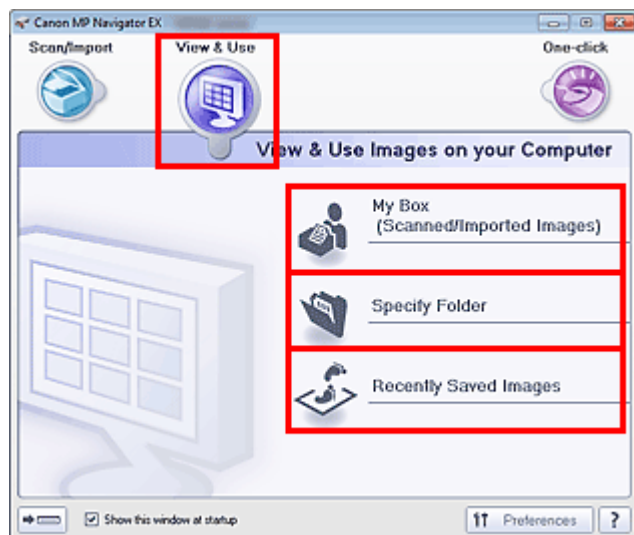 Canon MP Navigator EX
Scan/Import
View & Use
One-click
View & Use Images on your Computer
My Box
(Scanned/Imported Images)
Specify Folder
Recently Saved Images
Show this window at startup
Preferences
?